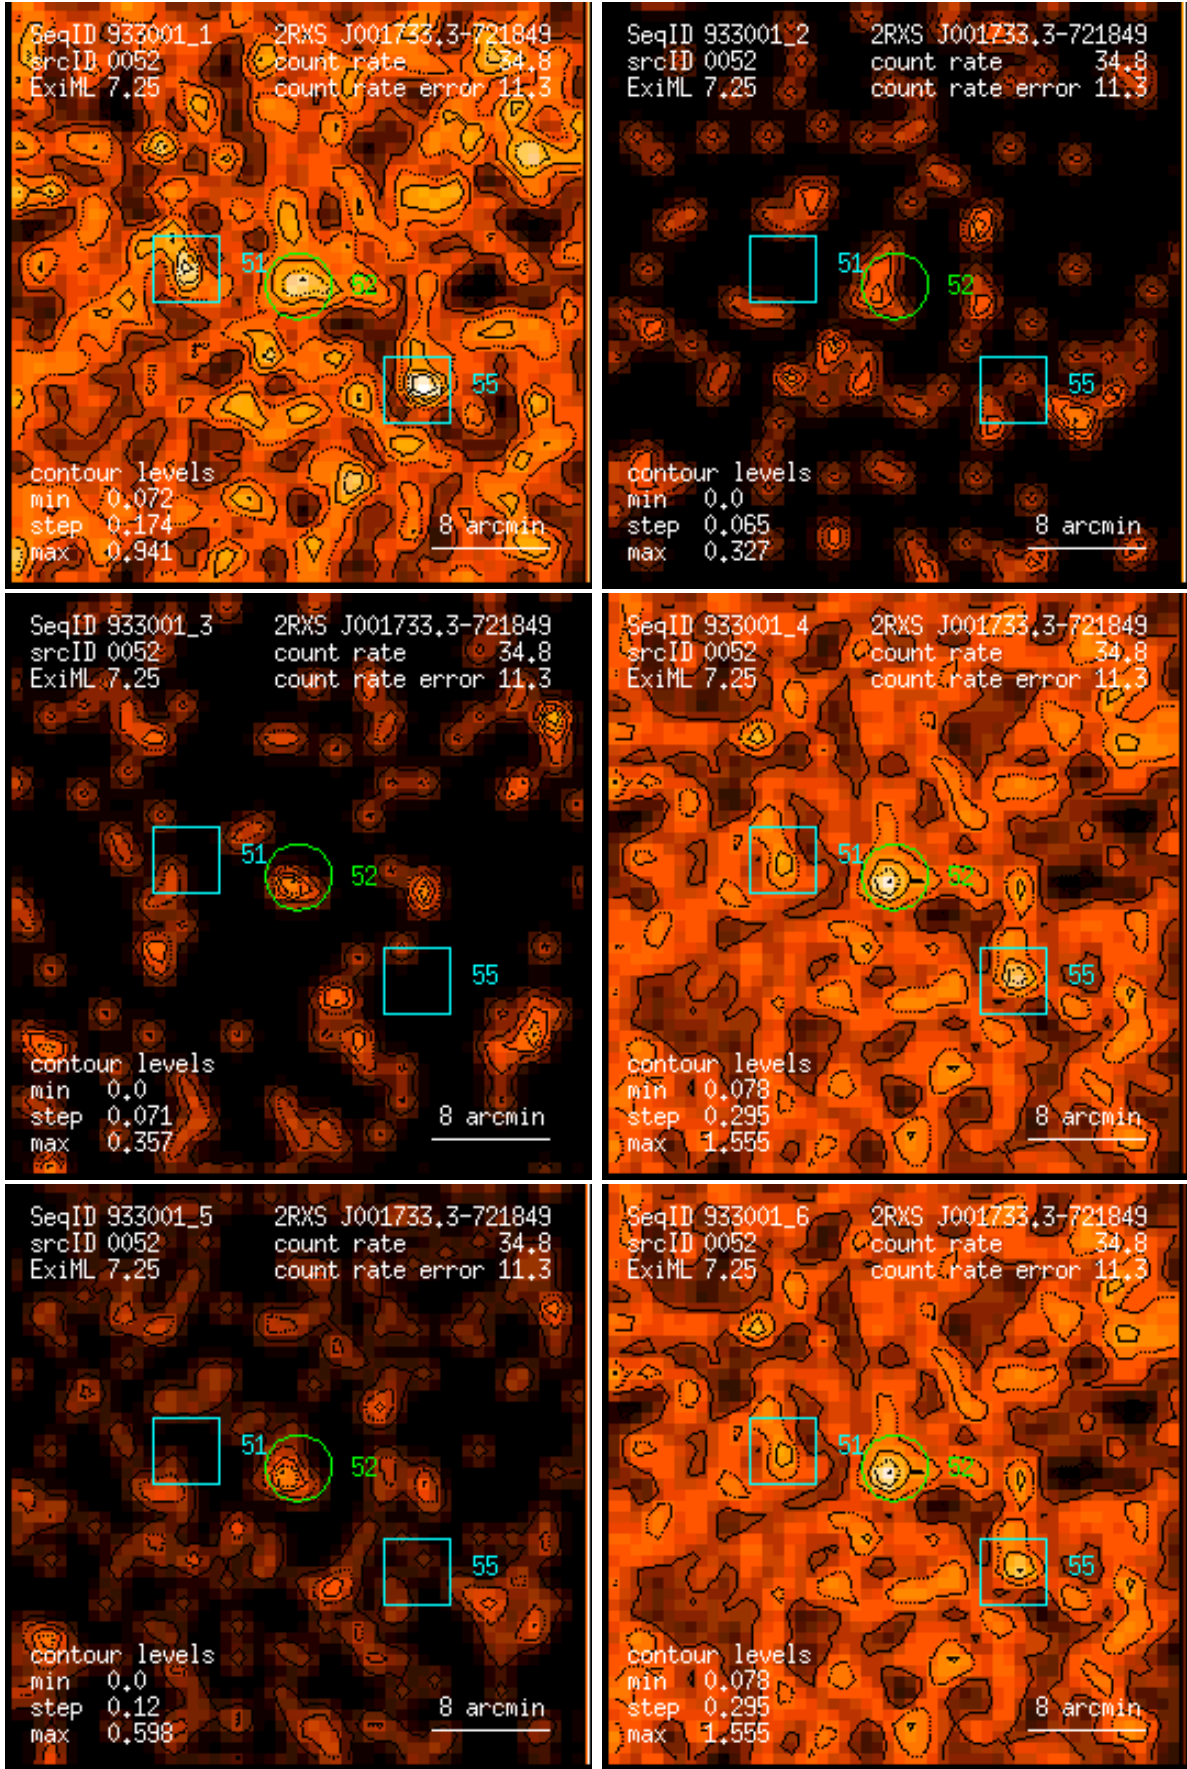 SeqID 933001_1 2RXS J001733.3-721849
srcID 0052 count rate 34.8
ExiML 7.25 count rate error 11.3
51
52
55
contour levels
min 0.072
step 0.174 8 arcmin
max 0.941
SeqID 933001_2 2RXS J001733.3-721849
srcID 0052 count rate 34.8
ExiML 7.25 count rate error 11.3
51
52
55
contour levels
min 0.0
step 0.065 8 arcmin
max 0.327
SeqID 933001_3 2RXS J001733.3-721849
srcID 0052 count rate 34.8
ExiML 7.25 count rate error 11.3
51
52
55
contour levels
min 0.0
step 0.071 8 arcmin
max 0.357
SeqID 933001_4 2RXS J001733.3-721849
srcID 0052 count rate 34.8
ExiML 7.25 count rate error 11.3
51
52
55
contour levels
min 0.078
step 0.295 8 arcmin
max 1.555
SeqID 933001_5 2RXS J001733.3-721849
srcID 0052 count rate 34.8
ExiML 7.25 count rate error 11.3
51
52
55
contour levels
min 0.0
step 0.12 8 arcmin
max 0.598
SeqID 933001_6 2RXS J001733.3-721849
srcID 0052 count rate 34.8
ExiML 7.25 count rate error 11.3
51
52
55
contour levels
min 0.078
step 0.295 8 arcmin
max 1.555